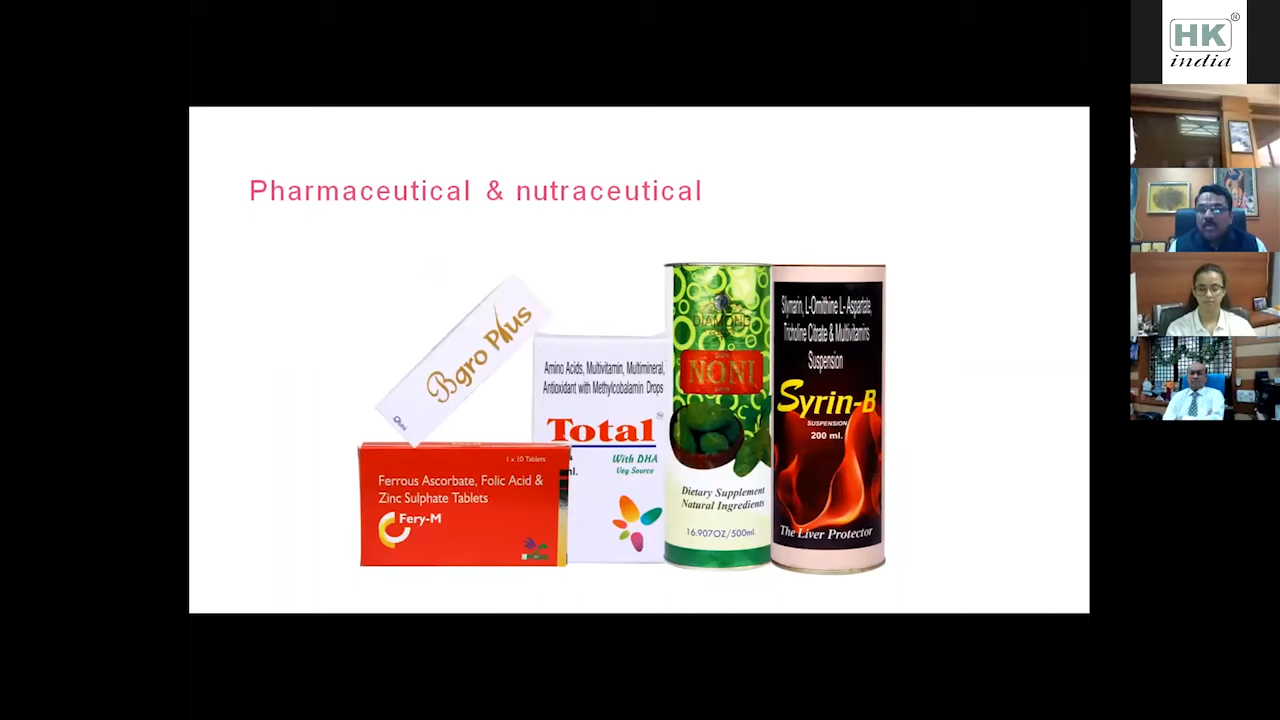 HK
®
india
Pharmaceutical & nutraceutical
Bgro Plus
1 x 10 Tablets
Ferrous Ascorbate, Folic Acid &
Zinc Sulphate Tablets
Fery-M
Amino Acids, Multivitamin, Multimineral,
Antioxidant with Methylcobalamin Drops
Total
With DHA
Veg Source
DIAMOND
NONI
Dietary Supplement
Natural Ingredients
16.907OZ/500ml.
Slymarin, L-Ornithine L- Aspartate,
Tricholine Citrate & Multivitamins
Suspension
Syrin-B
SUSPENSION
200 ml.
The Liver Protector